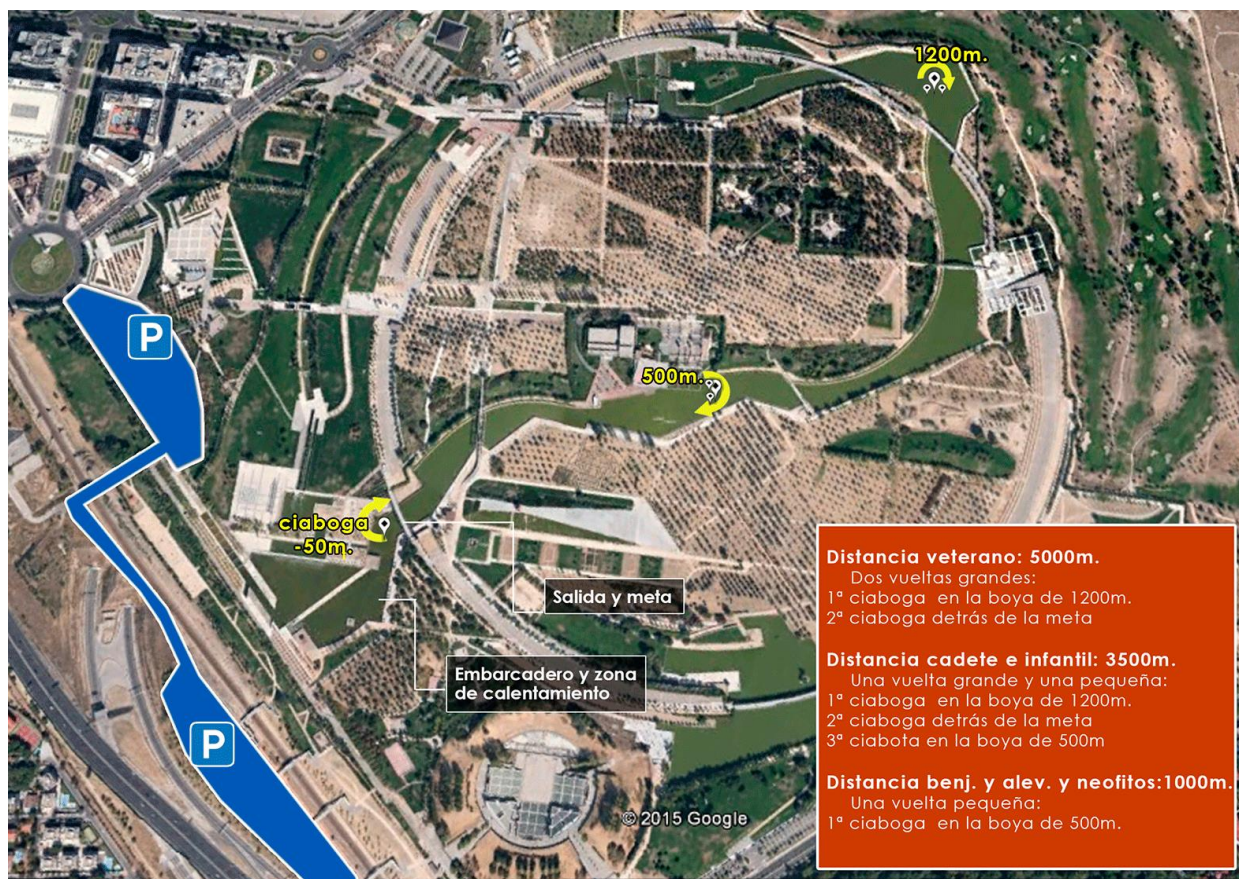 1200m.
P
500m.
ciaboga
-50m.
Salida y meta
Embarcadero y zona
de calentamiento
P
© 2015 Google
Distancia veterano: 5000m.
Dos vueltas grandes:
1ª ciaboga en la boya de 1200m.
2ª ciaboga detrás de la meta
Distancia cadete e infantil: 3500m.
Una vuelta grande y una pequeña:
1ª ciaboga en la boya de 1200m.
2ª ciaboga detrás de la meta
3ª ciabota en la boya de 500m
Distancia benj. y alev. y neofitos:1000m.
Una vuelta pequeña:
1ª ciaboga en la boya de 500m.